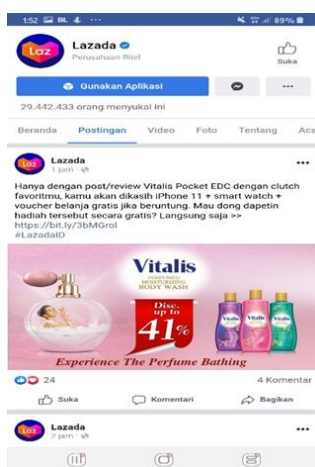 1:52 BL 89%
Laz
Lazada
Perusahaan Ritel
Suka
Gunakan Aplikasi
29.442.433 orang menyukai ini
Beranda Postingan Video Foto Tentang Aca
Laz
Lazada
1 jam
Hanya dengan post/review Vitalis Pocket EDC dengan clutch
favoritmu, kamu akan dikasih iPhone 11 + smart watch +
voucher belanja gratis jika beruntung. Mau dong dapetin
hadiah tersebut secara gratis? Langsung saja >>
https://bit.ly/3bMGrol
#LazadaID
Vitalis
PERFUMED
MOISTURIZING
BODY WASH
Disc.
up to
41%
Experience The Perfume Bathing
24 4 Komentar
Suka Komentari Bagikan
Laz
Lazada
2 jam